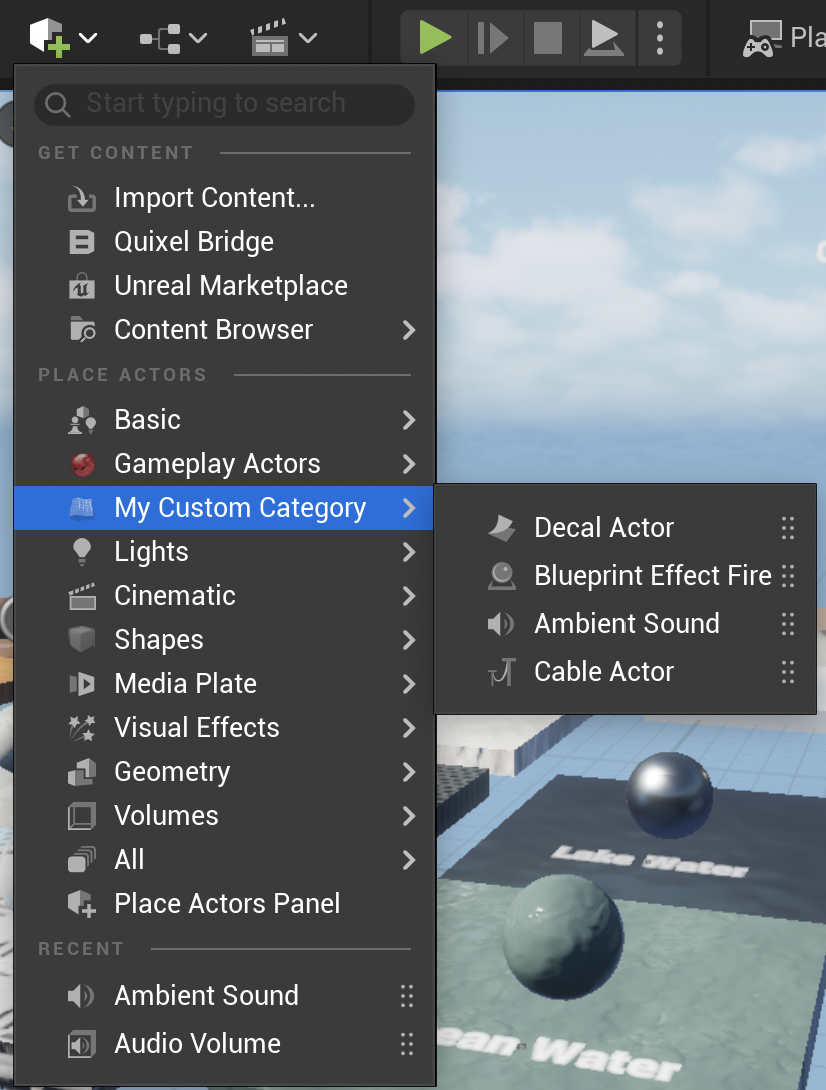 Pla
Start typing to search
GET CONTENT
Import Content...
Quixel Bridge
Unreal Marketplace
Content Browser
PLACE ACTORS
Basic
Gameplay Actors
My Custom Category
Lights
Cinematic
Shapes
Media Plate
Visual Effects
Geometry
Volumes
All
Place Actors Panel
RECENT
Ambient Sound
Audio Volume
Decal Actor
Blueprint Effect Fire
Ambient Sound
Cable Actor
Lake Water
ean Water